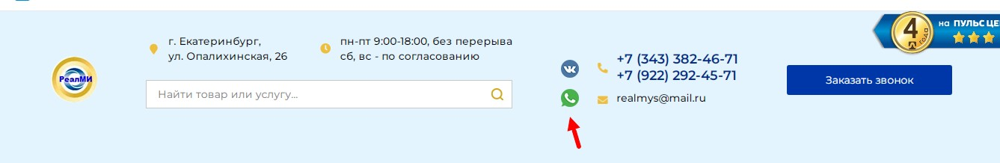 г. Екатеринбург,
ул. Опалихинская, 26
пн-пт 9:00-18:00, без перерыва
сб, вс - по согласованию
РеалМИ
Найти товар или услугу...
+7 (343) 382-46-71
+7 (922) 292-45-71
realmys@mail.ru
4
ГОДА
на ПУЛЬС ЦЕ
Заказать звонок